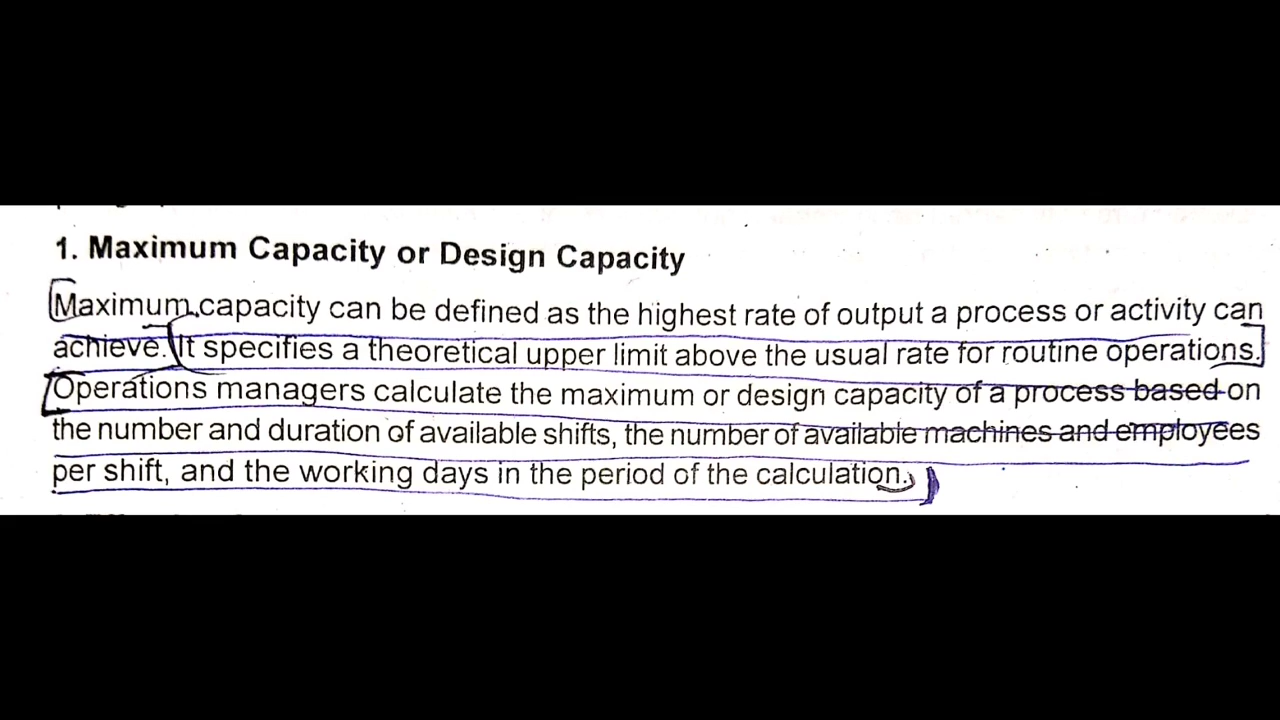 1. Maximum Capacity or Design Capacity
Maximum capacity can be defined as the highest rate of output a process or activity can
achieve. It specifies a theoretical upper limit above the usual rate for routine operations.
Operations managers calculate the maximum or design capacity of a process based on
the number and duration of available shifts, the number of available machines and employees
per shift, and the working days in the period of the calculation.